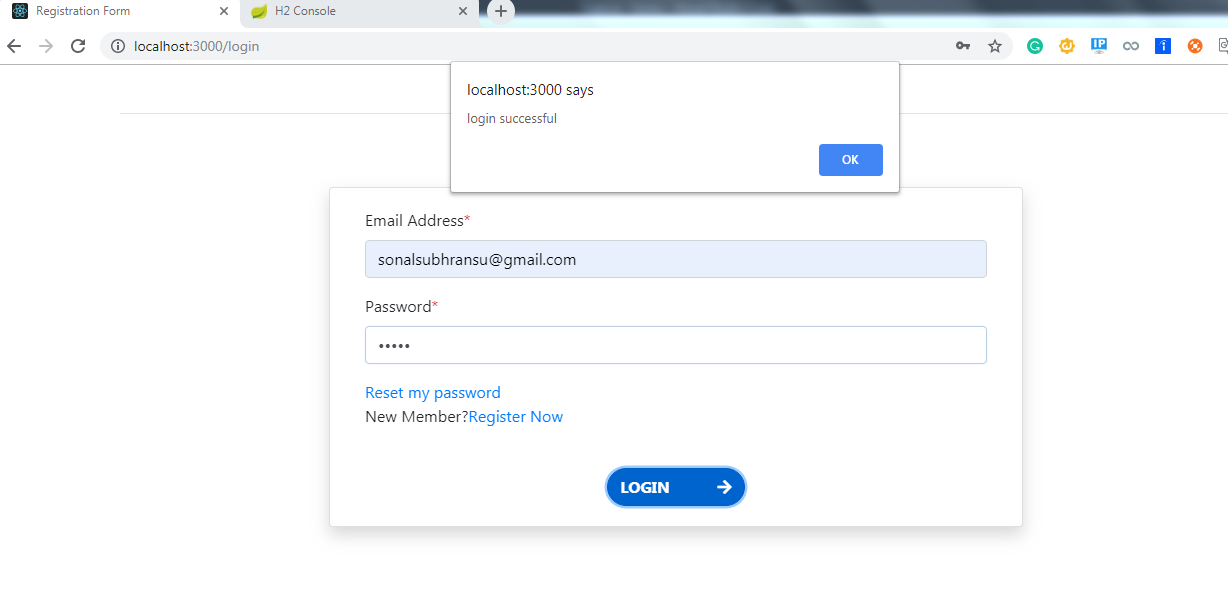 Registration Form
H2 Console
localhost:3000/login
IP
localhost:3000 says
login successful
OK
Email Address*
sonalsubhransu@gmail.com
Password*
•••••
Reset my password
New Member?Register Now
LOGIN